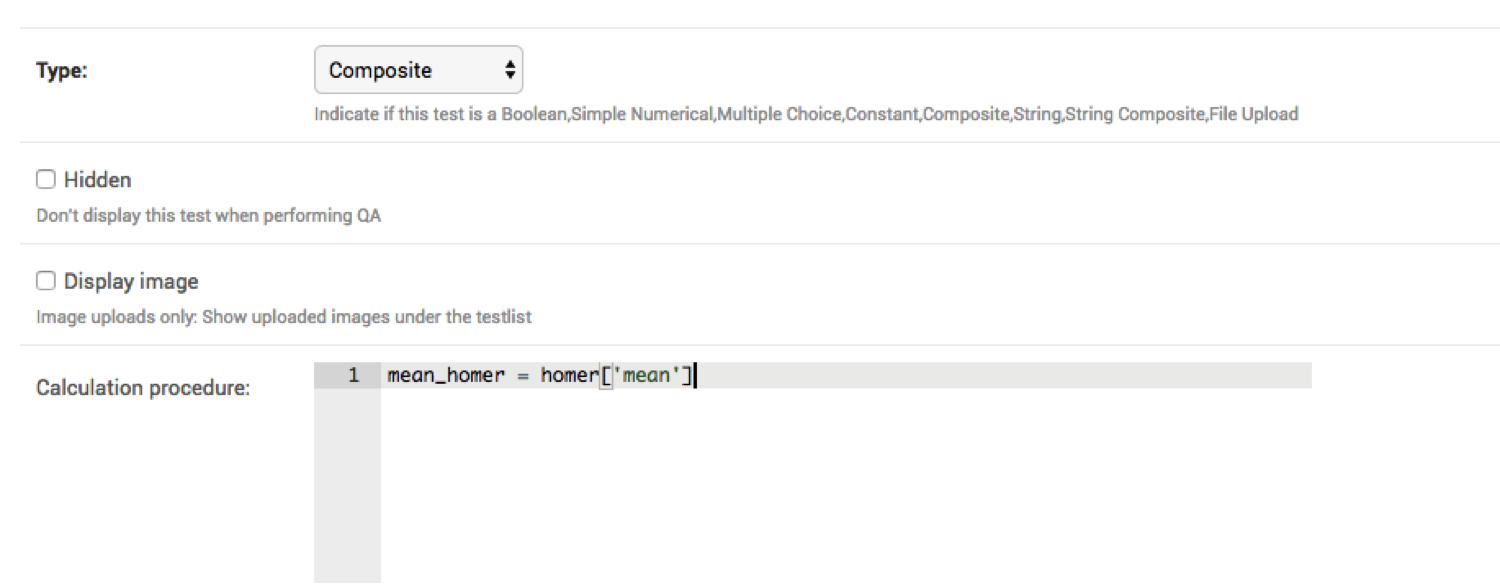 Type:
Composite
Indicate if this test is a Boolean,Simple Numerical,Multiple Choice,Constant,Composite,String,String Composite,File Upload
Hidden
Don't display this test when performing QA
Display image
Image uploads only: Show uploaded images under the testlist
Calculation procedure:
1 mean_homer = homer['mean']